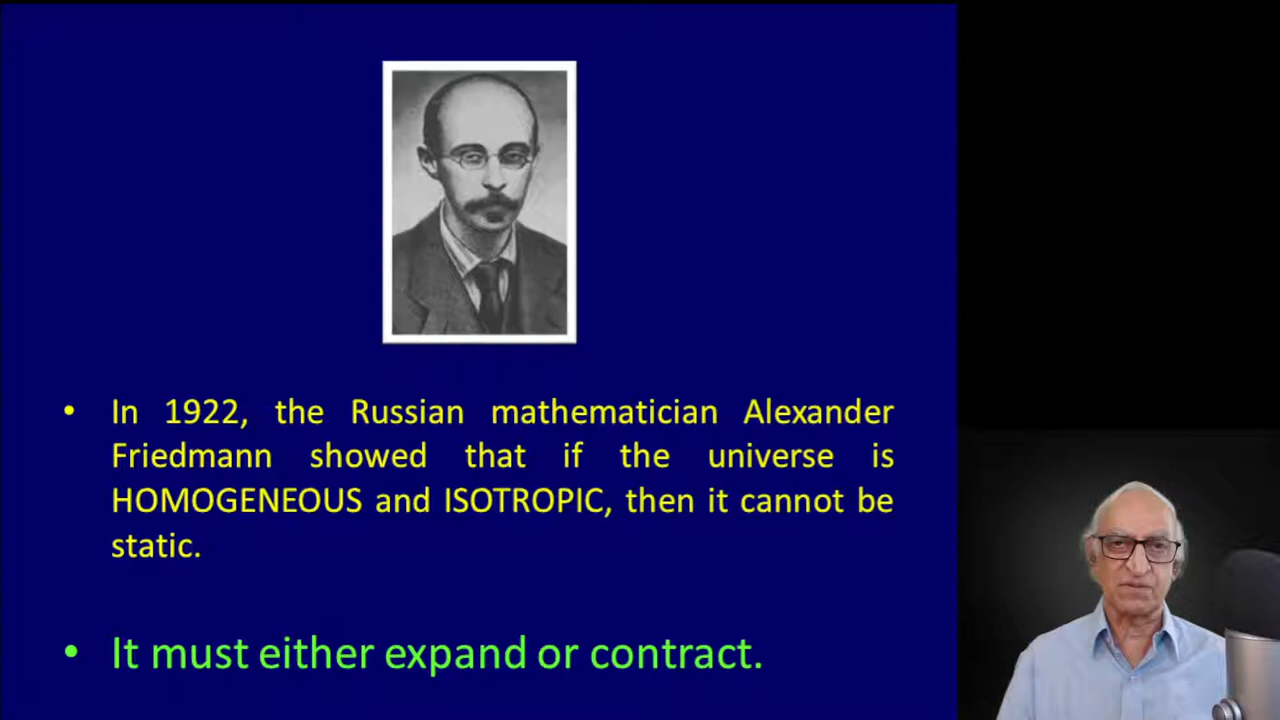 • In 1922, the Russian mathematician Alexander
Friedmann showed that if the universe is
HOMOGENEOUS and ISOTROPIC, then it cannot be
static.
• It must either expand or contract.